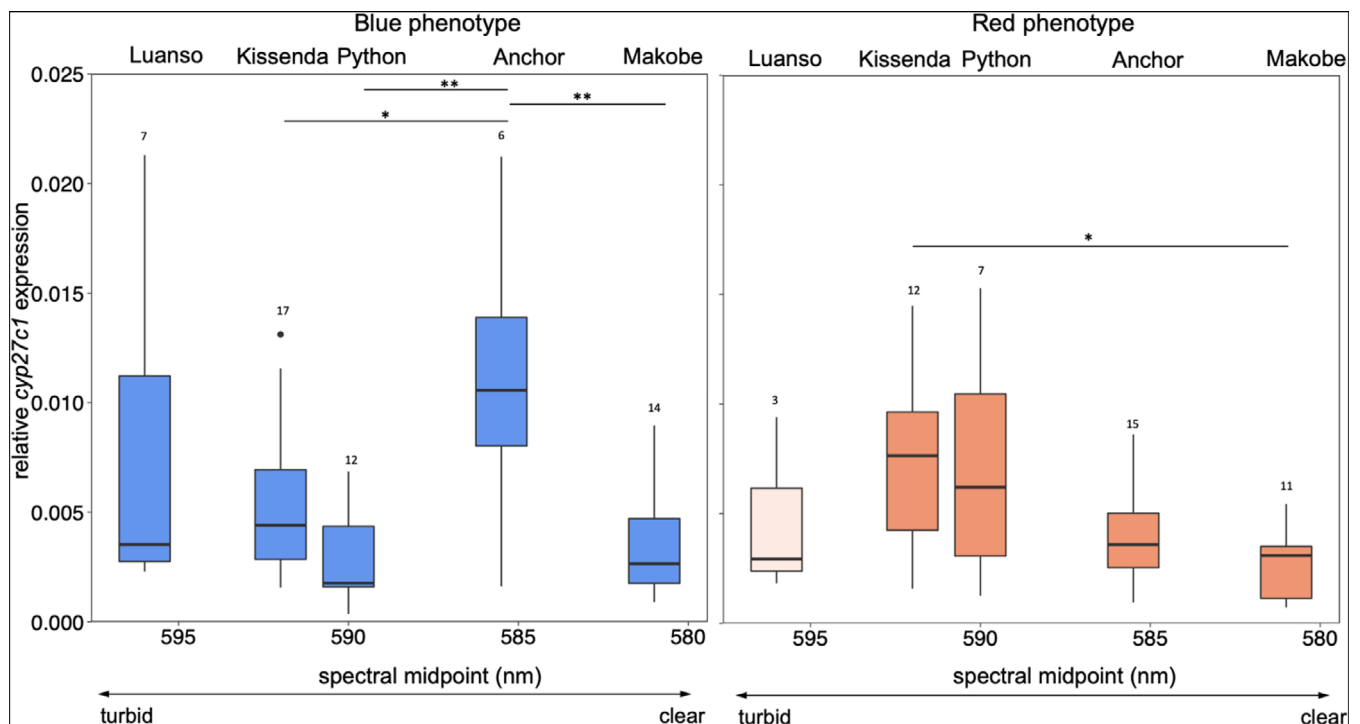 Blue phenotype
Red phenotype
Luanso Kissenda Python Anchor Makobe
Luanso Kissenda Python Anchor Makobe
relative cyp27c1 expression
0.025
0.020
0.015
0.010
0.005
0.000
**
**
*
7
17
12
6
14
*
3
12
7
15
11
595 590 585 580
595 590 585 580
spectral midpoint (nm)
spectral midpoint (nm)
turbid clear
turbid clear